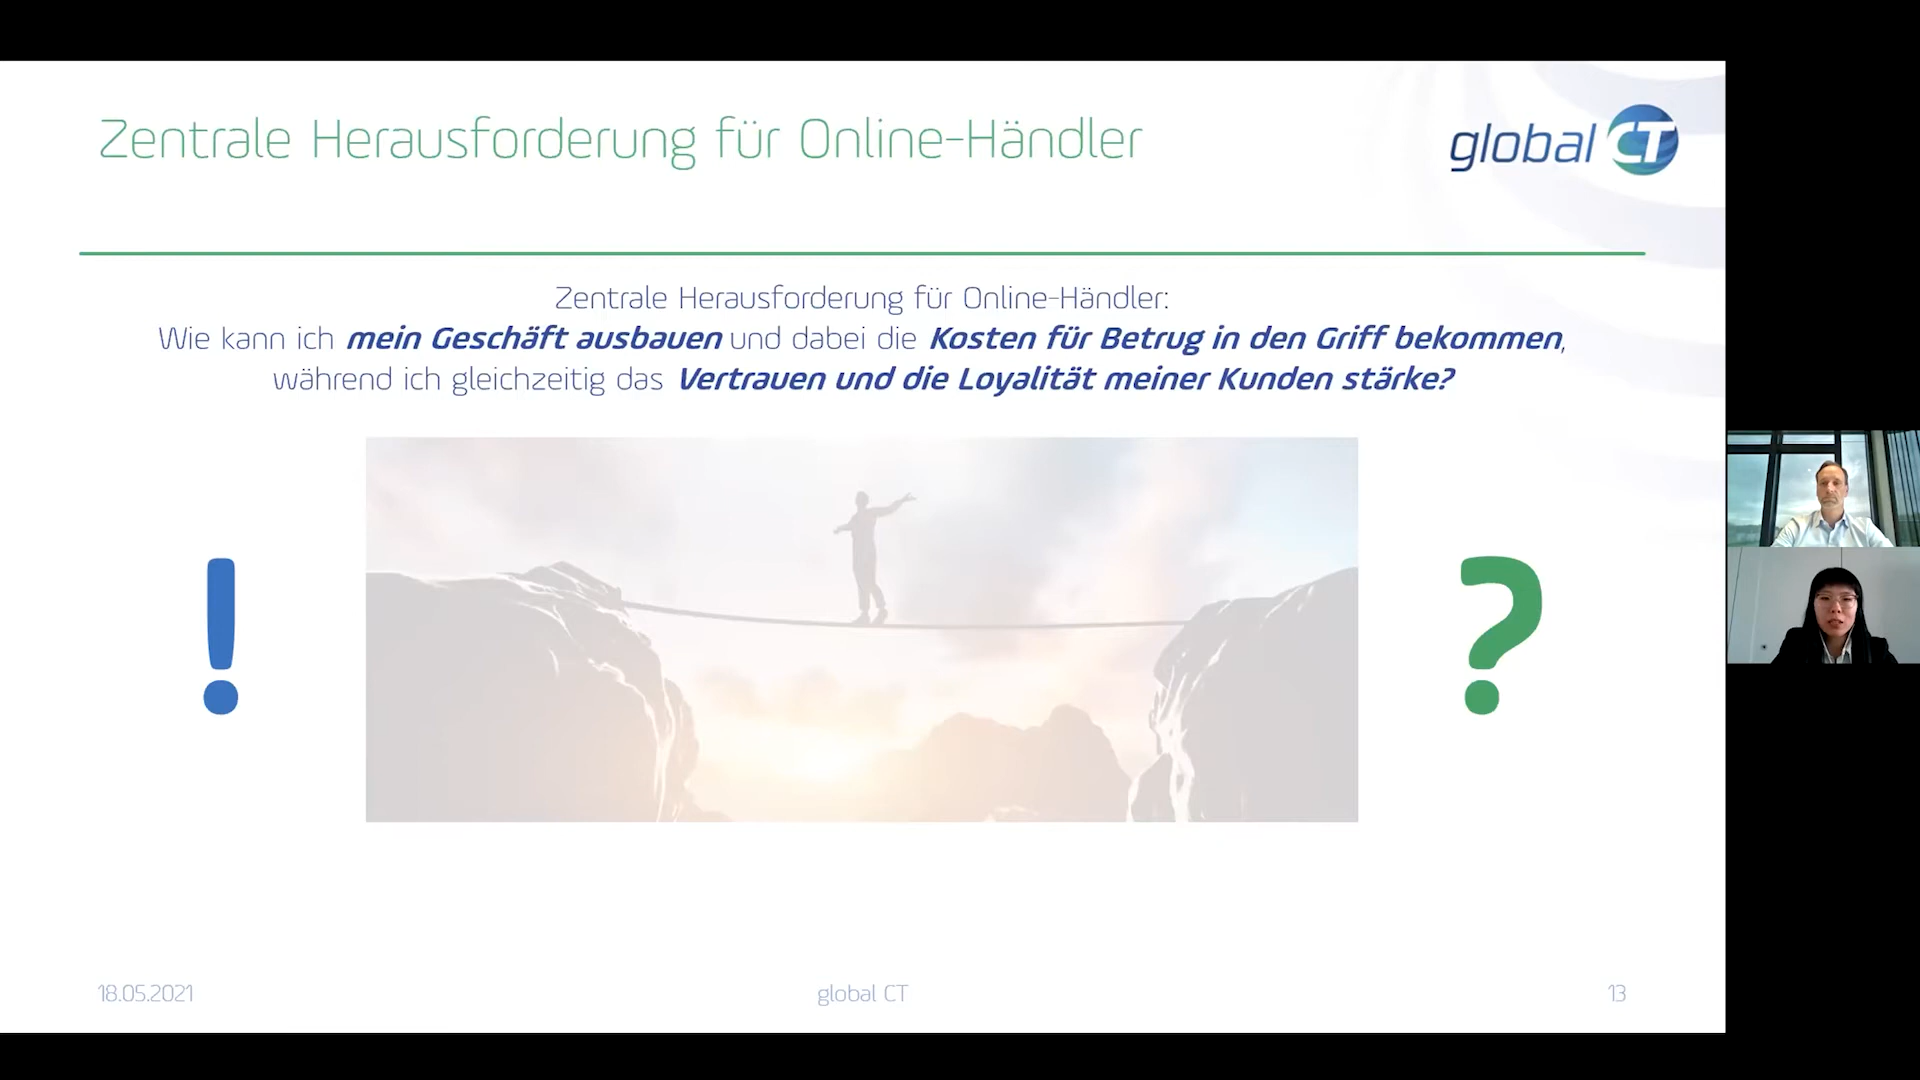 Zentrale Herausforderung für Online-Händler
global CT
Zentrale Herausforderung für Online-Händler:
Wie kann ich mein Geschäft ausbauen und dabei die Kosten für Betrug in den Griff bekommen,
während ich gleichzeitig das Vertrauen und die Loyalität meiner Kunden stärke?
! ?
18.05.2021 global CT 13